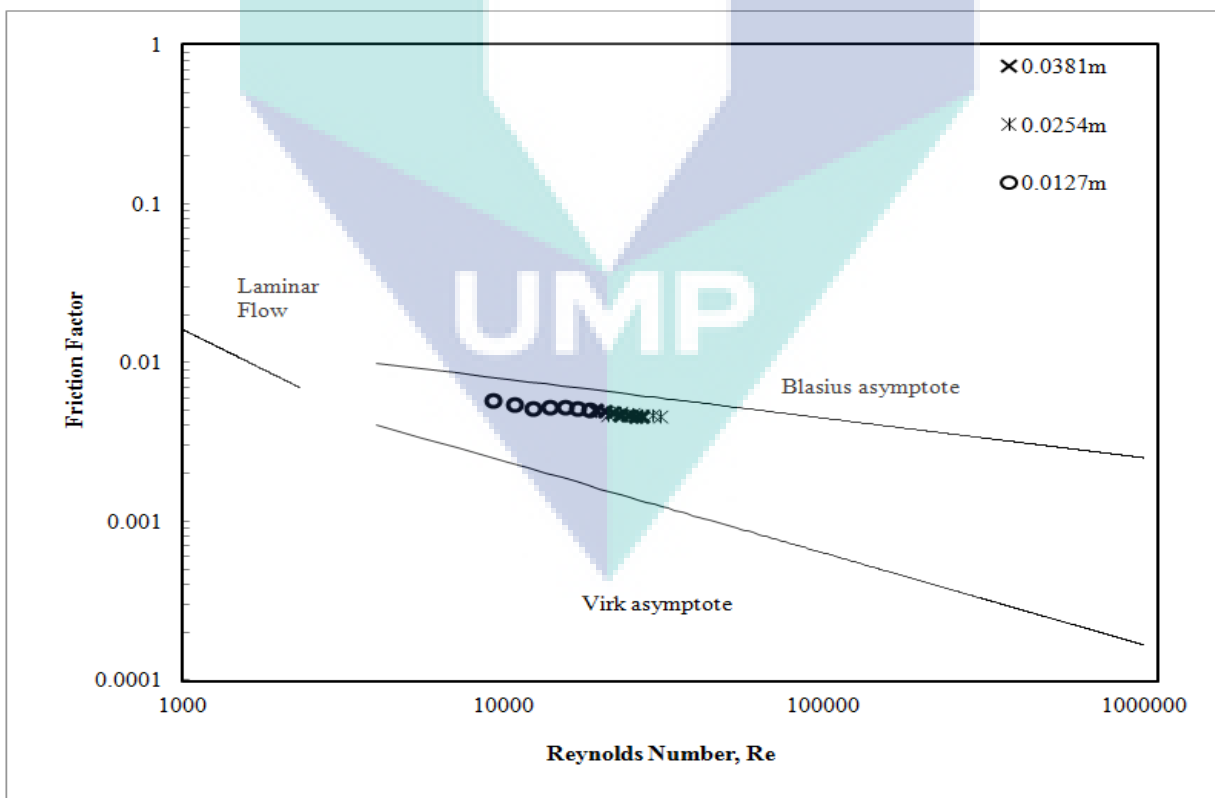 1
0.0381m
0.0254m
0.0127m
0.1
UMP
Laminar
Flow
0.01
Blasius asymptote
Friction Factor
0.001
Virk asymptote
0.0001
1000
10000
100000
1000000
Reynolds Number, Re